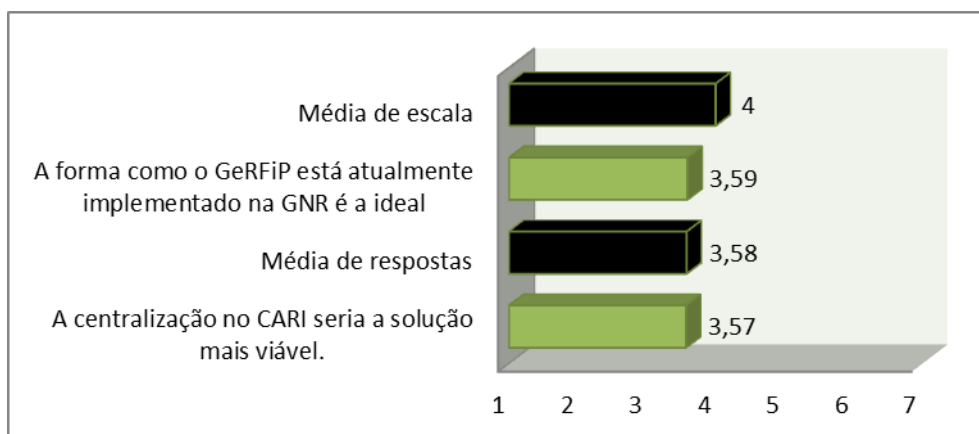 Média de escala
4
A forma como o GeRFiP está atualmente
implementado na GNR é a ideal
3,59
Média de respostas
3,58
A centralização no CARI seria a solução
mais viável.
3,57
1 2 3 4 5 6 7